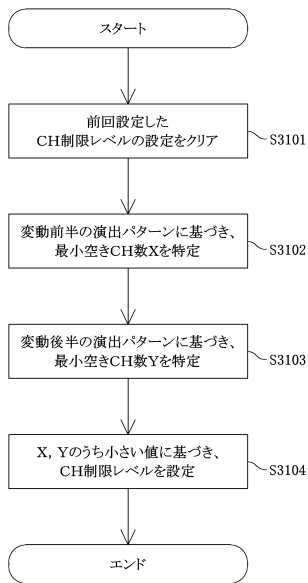 スタート
前回設定した
CH制限レベルの設定をクリア
S3101
変動前半の演出パターンに基づき、
最小空きCH数Xを特定
S3102
変動後半の演出パターンに基づき、
最小空きCH数Yを特定
S3103
X, Yのうち小さい値に基づき、
CH制限レベルを設定
S3104
エンド